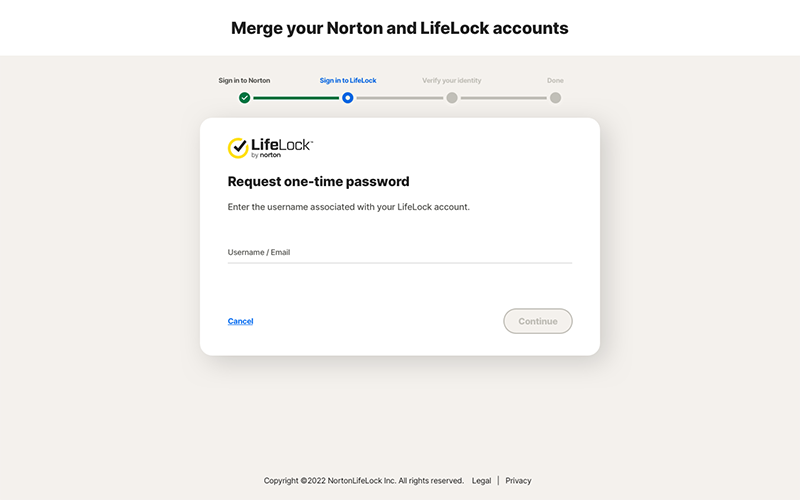 Merge your Norton and LifeLock accounts
Sign in to Norton
Sign in to LifeLock
Verify your identity
Done
LifeLock™
by norton
Request one-time password
Enter the username associated with your LifeLock account.
Username / Email
Cancel
Continue
Copyright ©2022 NortonLifeLock Inc. All rights reserved. Legal | Privacy